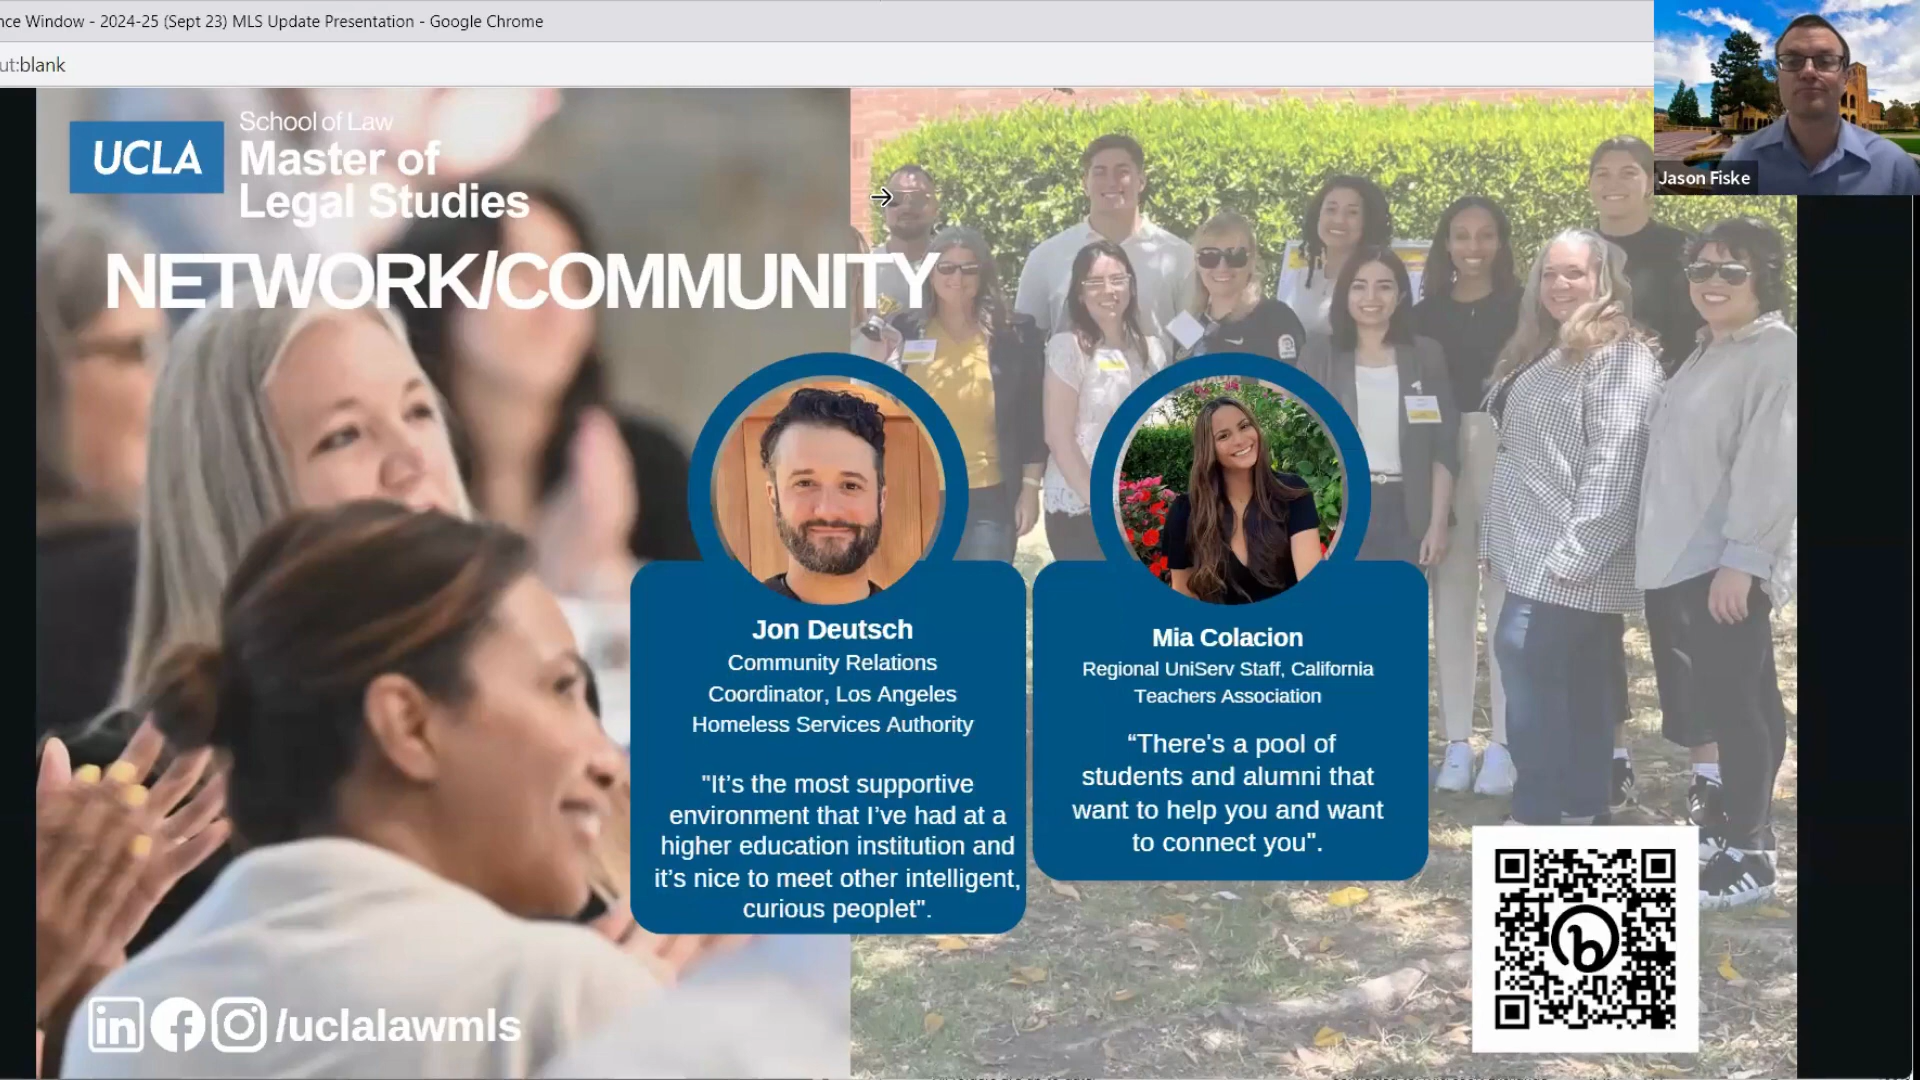 nce Window - 2024-25 (Sept 23) MLS Update Presentation - Google Chrome
ut:blank
Jason Fiske
UCLA
School of Law
Master of
Legal Studies
NETWORK/COMMUNITY
Jon Deutsch
Community Relations
Coordinator, Los Angeles
Homeless Services Authority
"It’s the most supportive
environment that I’ve had at a
higher education institution and
it’s nice to meet other intelligent,
curious peoplet".
Mia Colacion
Regional UniServ Staff, California
Teachers Association
“There's a pool of
students and alumni that
want to help you and want
to connect you".
in f /uclalawmls
b